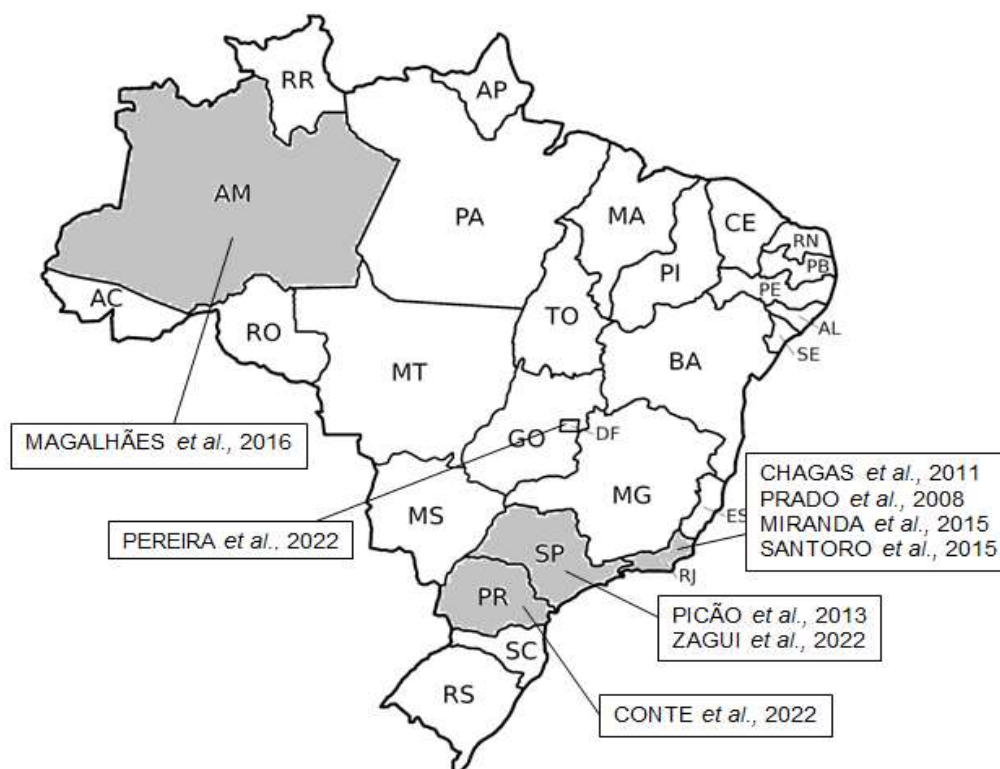 RR
AP
AM
PA
MA
CE
RN
PB
PI
PE
AC
TO
AL
RO
SE
BA
MT
GO
DF
MAGALHÃES et al., 2016
CHAGAS et al., 2011
PRADO et al., 2008
MIRANDA et al., 2015
SANTORO et al., 2015
MG
MS
ES
PEREIRA et al., 2022
SP
RJ
PR
PICÃO et al., 2013
ZAGUI et al., 2022
SC
RS
CONTE et al., 2022